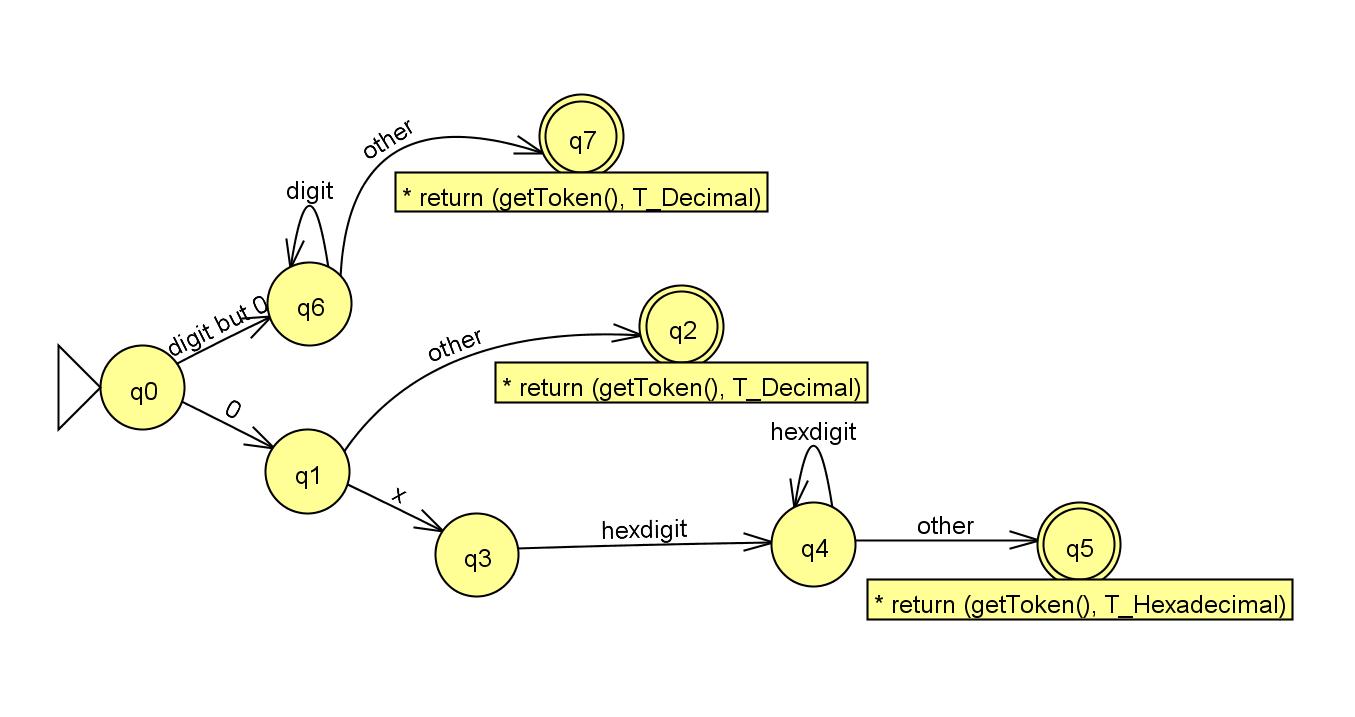 other
q7
* return (getToken(), T_Decimal)
digit
q6
digit but 0
q0
other
q2
* return (getToken(), T_Decimal)
0
q1
x
q3
hexdigit
hexdigit
q4
other
q5
* return (getToken(), T_Hexadecimal)